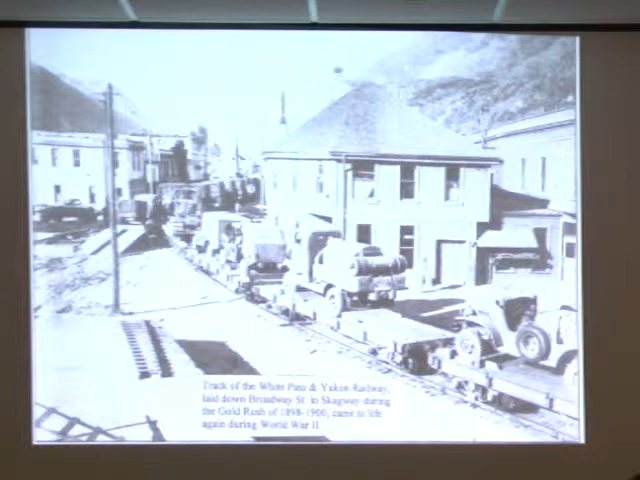 Track of the White Pass & Yukon Railway,
laid down Broadway St. in Skagway during
the Gold Rush of 1898-1900, came to life
again during World War II.